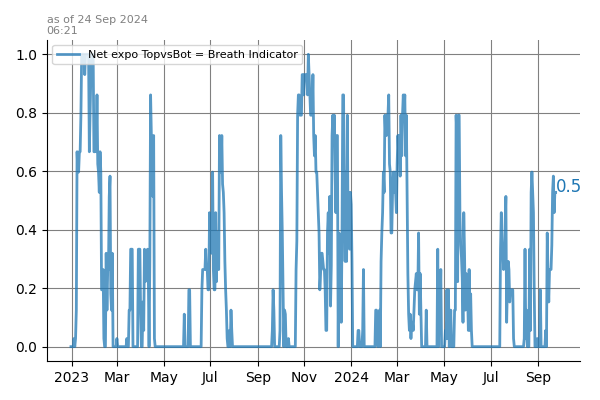 as of 24 Sep 2024
06:21
Net expo TopvsBot = Breath Indicator
1.0
0.8
0.6
0.4
0.2
0.0
0.5
2023 Mar May Jul Sep Nov 2024 Mar May Jul Sep